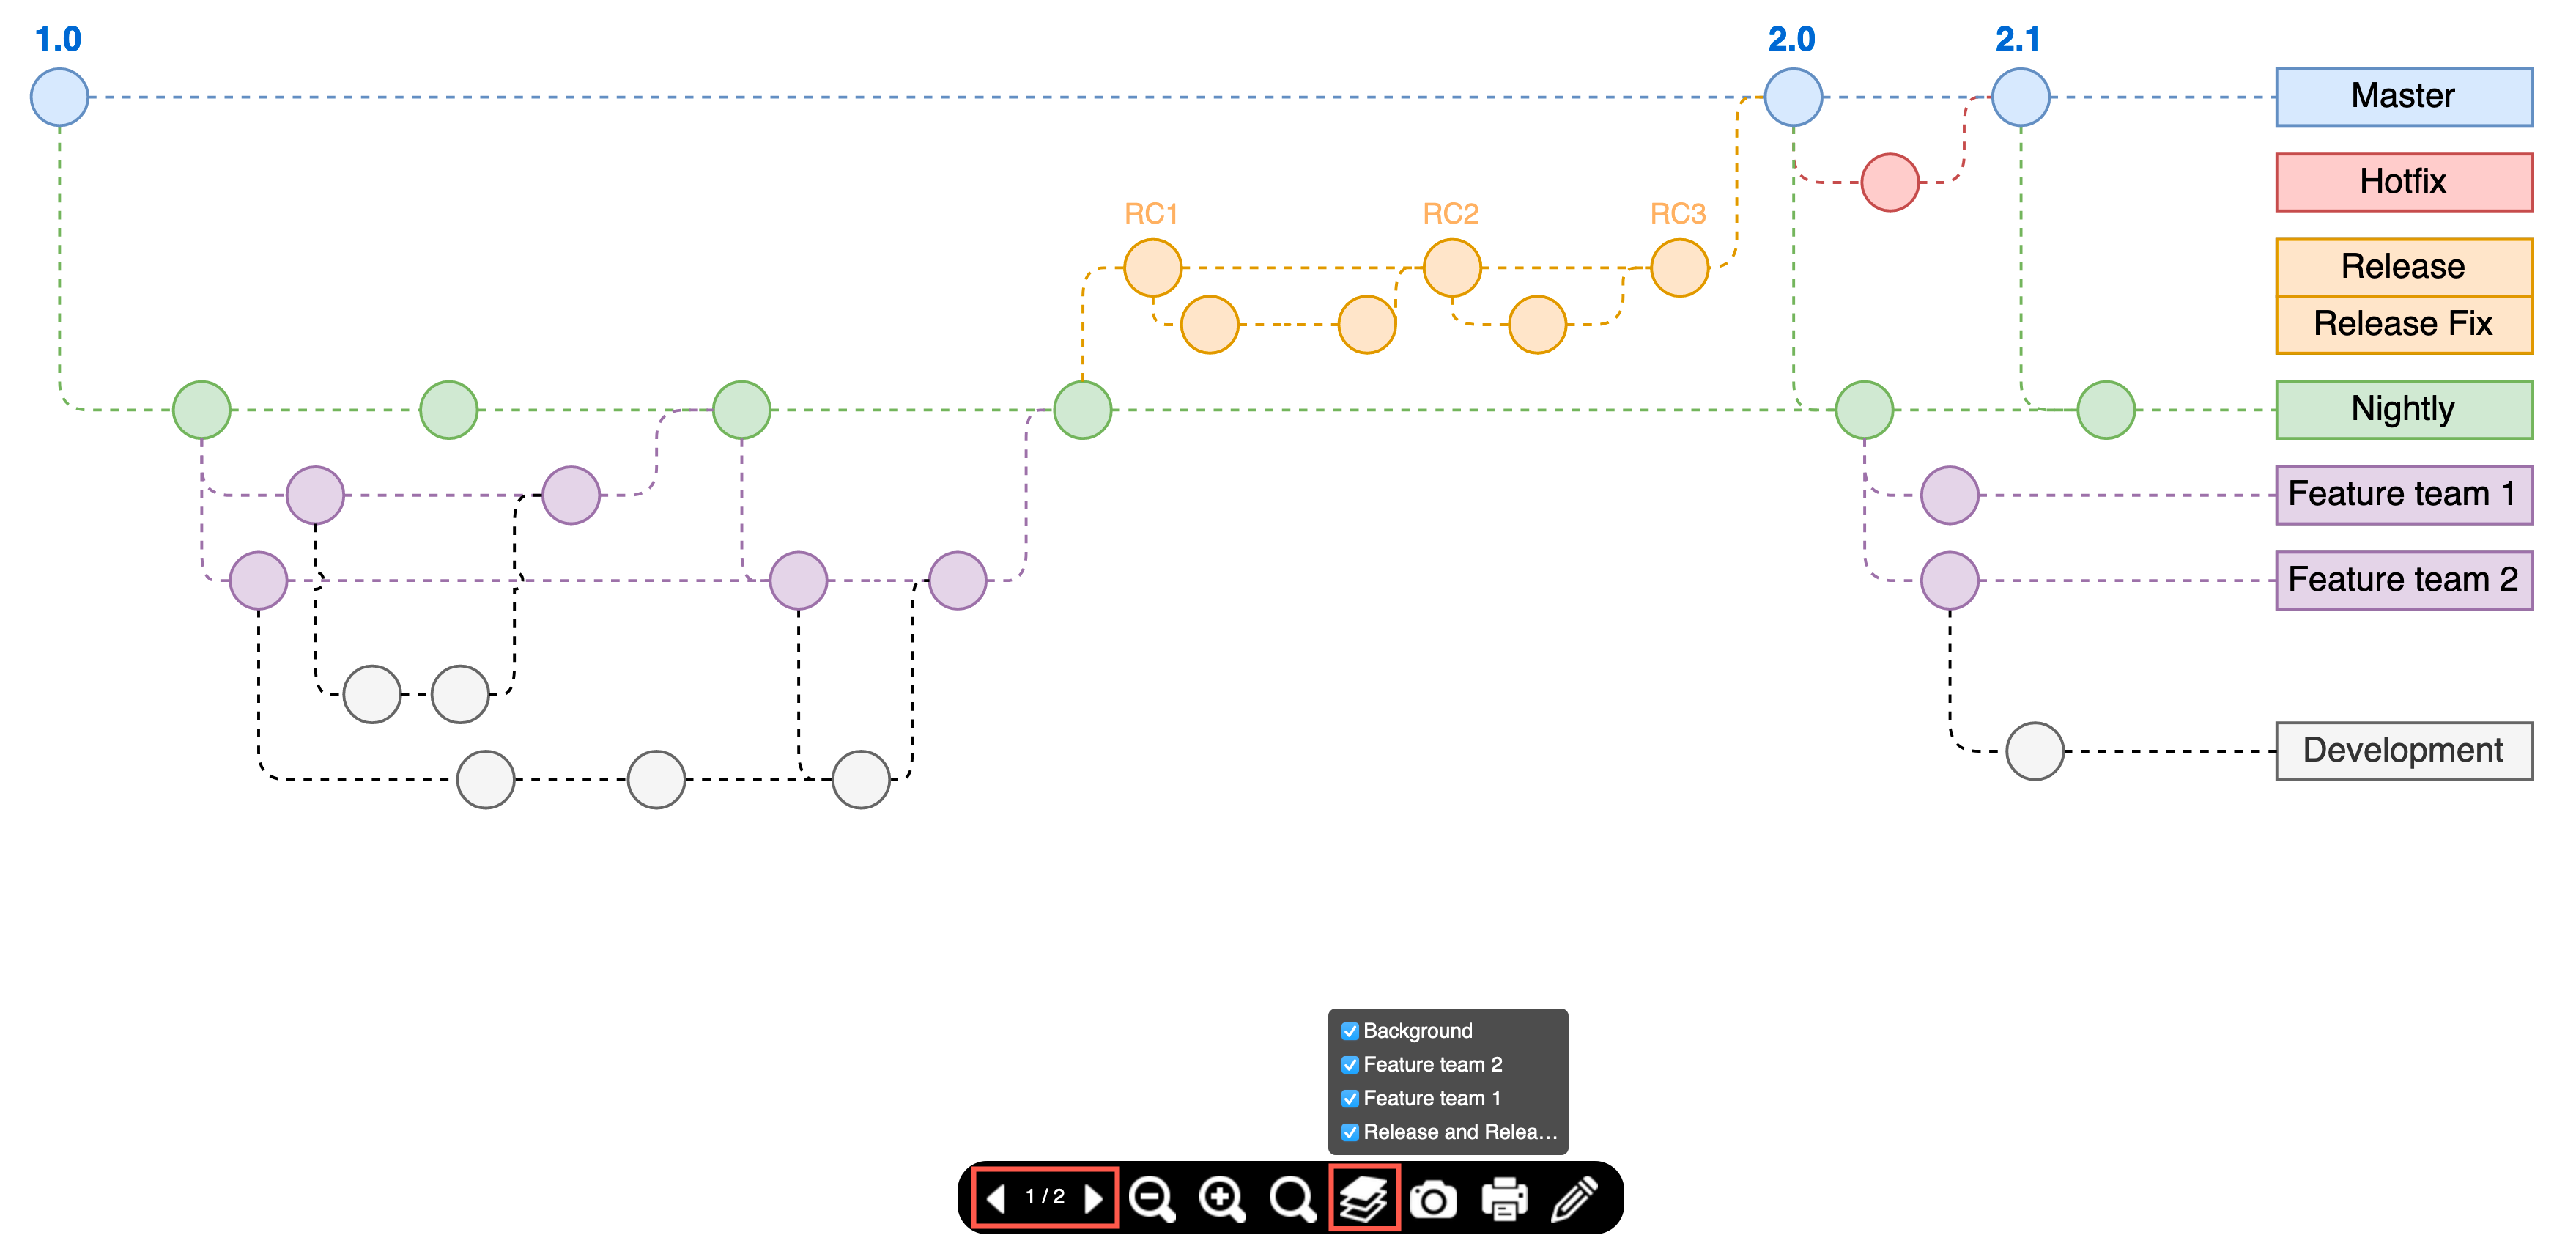 1.0
2.0
2.1
Master
Hotfix
RC1
RC2
RC3
Release
Release Fix
Nightly
Feature team 1
Feature team 2
Development
Background
Feature team 2
Feature team 1
Release and Relea…
1 / 2